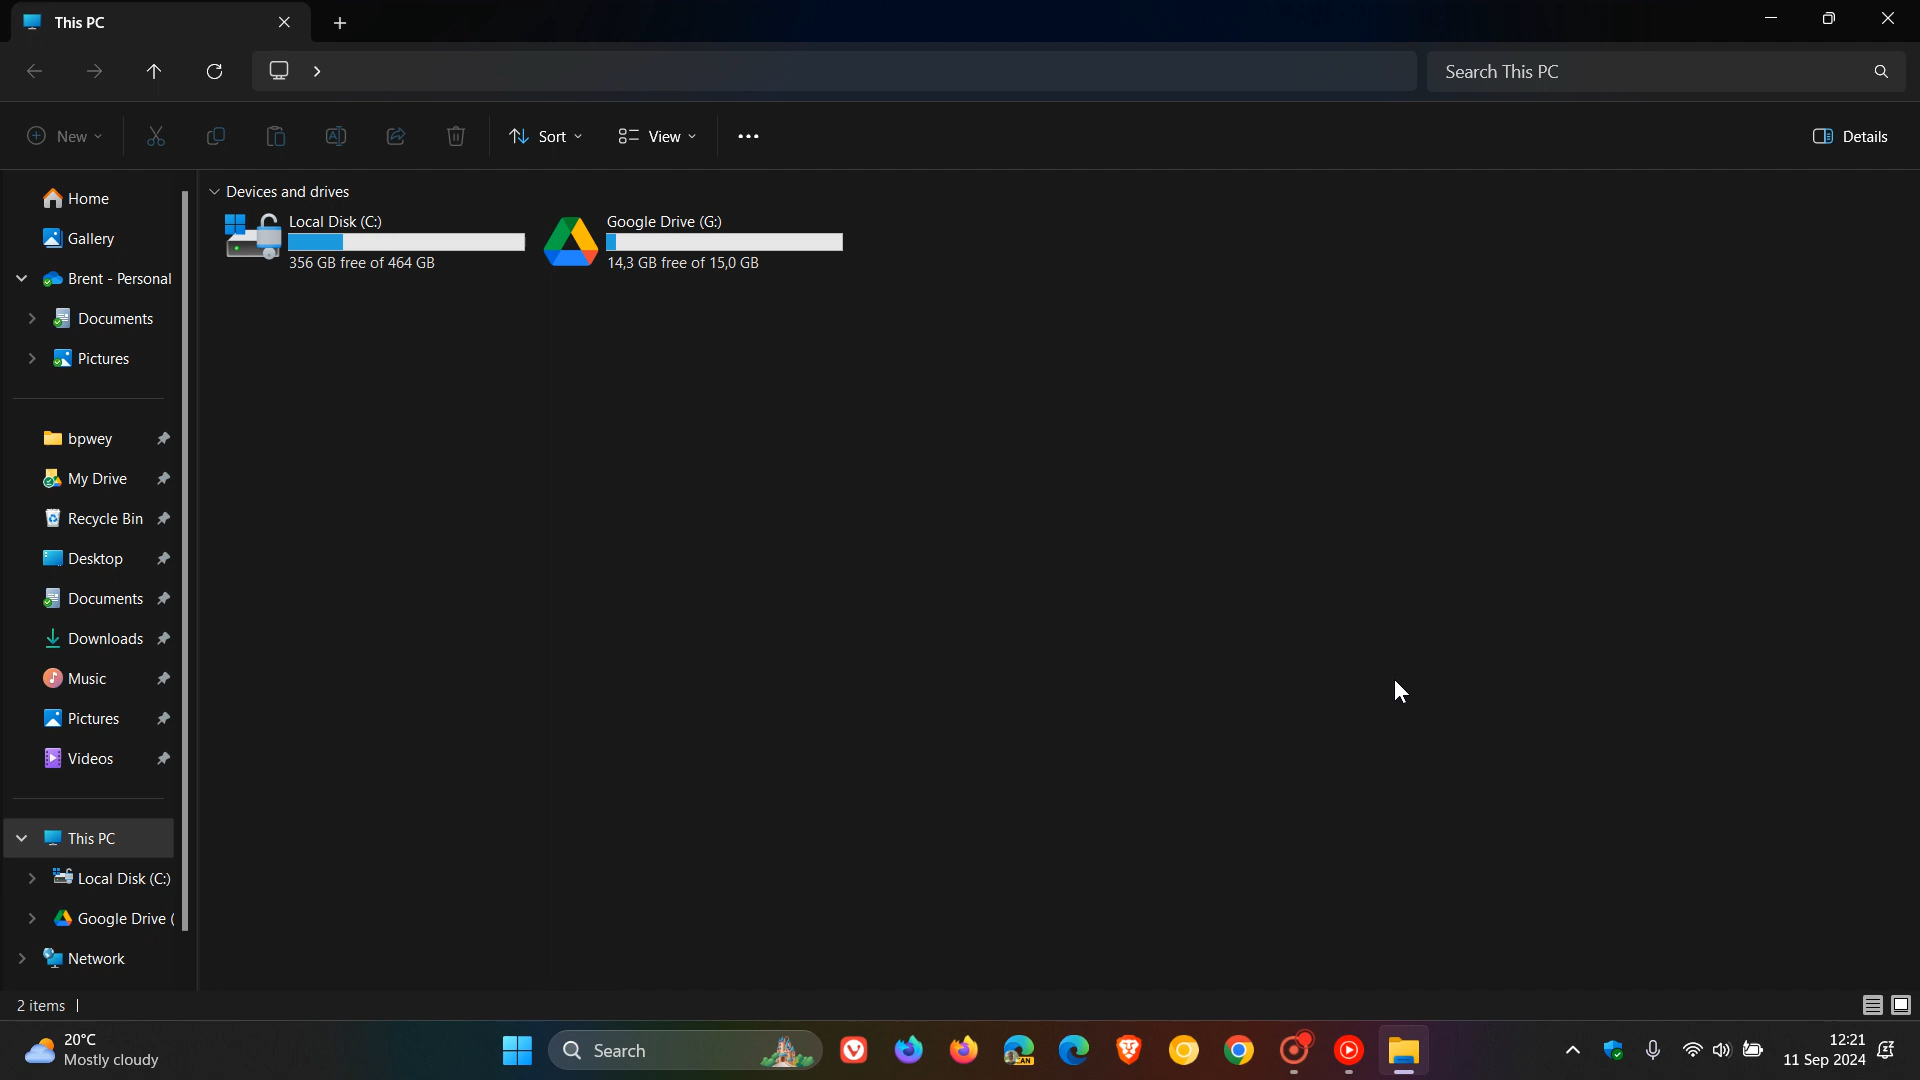 This PC
Search This PC
New
Sort
View
Details
Home
Gallery
Brent - Personal
Documents
Pictures
bpwey
My Drive
Recycle Bin
Desktop
Documents
Downloads
Music
Pictures
Videos
This PC
Local Disk (C:)
Google Drive (
Network
Devices and drives
Local Disk (C:)
356 GB free of 464 GB
Google Drive (G:)
14,3 GB free of 15,0 GB
2 items
20°C
Mostly cloudy
Search
CAN
12:21
11 Sep 2024